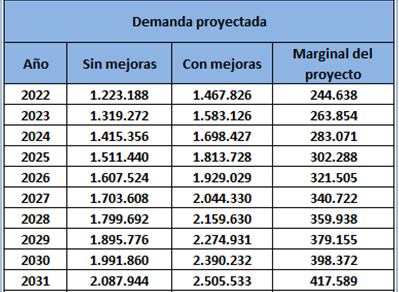 Demanda proyectada
Año Sin mejoras Con mejoras Marginal del proyecto
2022 1.223.188 1.467.826 244.638
2023 1.319.272 1.583.126 263.854
2024 1.415.356 1.698.427 283.071
2025 1.511.440 1.813.728 302.288
2026 1.607.524 1.929.029 321.505
2027 1.703.608 2.044.330 340.722
2028 1.799.692 2.159.630 359.938
2029 1.895.776 2.274.931 379.155
2030 1.991.860 2.390.232 398.372
2031 2.087.944 2.505.533 417.589